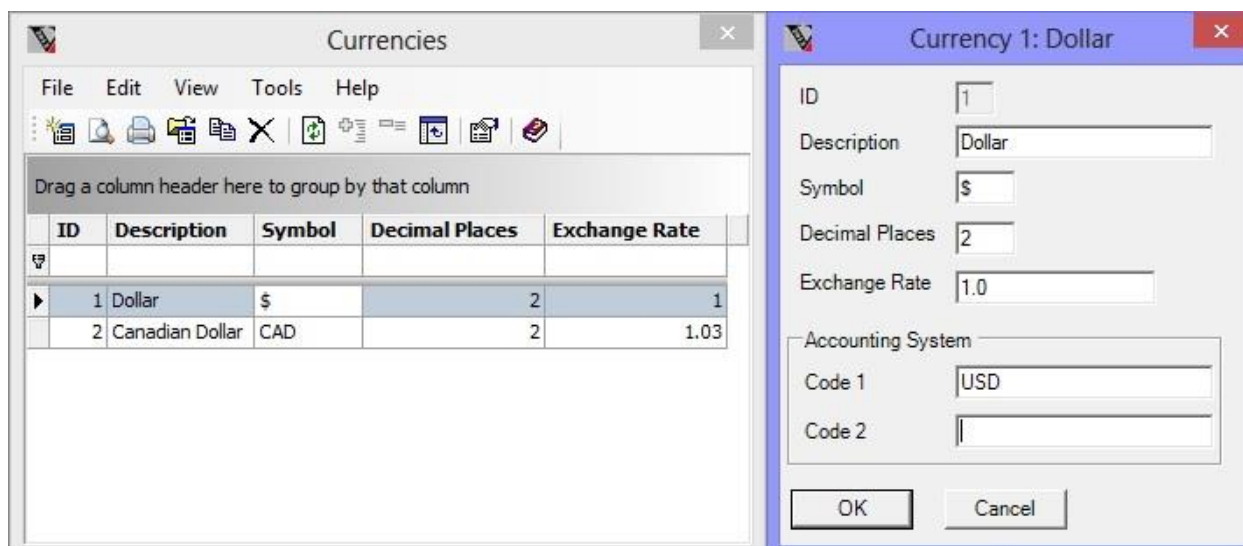 Currencies
File Edit View Tools Help
Drag a column header here to group by that column
ID Description Symbol Decimal Places Exchange Rate
1 Dollar $ 2 1
2 Canadian Dollar CAD 2 1.03
Currency 1: Dollar
ID 1
Description Dollar
Symbol $
Decimal Places 2
Exchange Rate 1.0
Accounting System
Code 1 USD
Code 2
OK Cancel